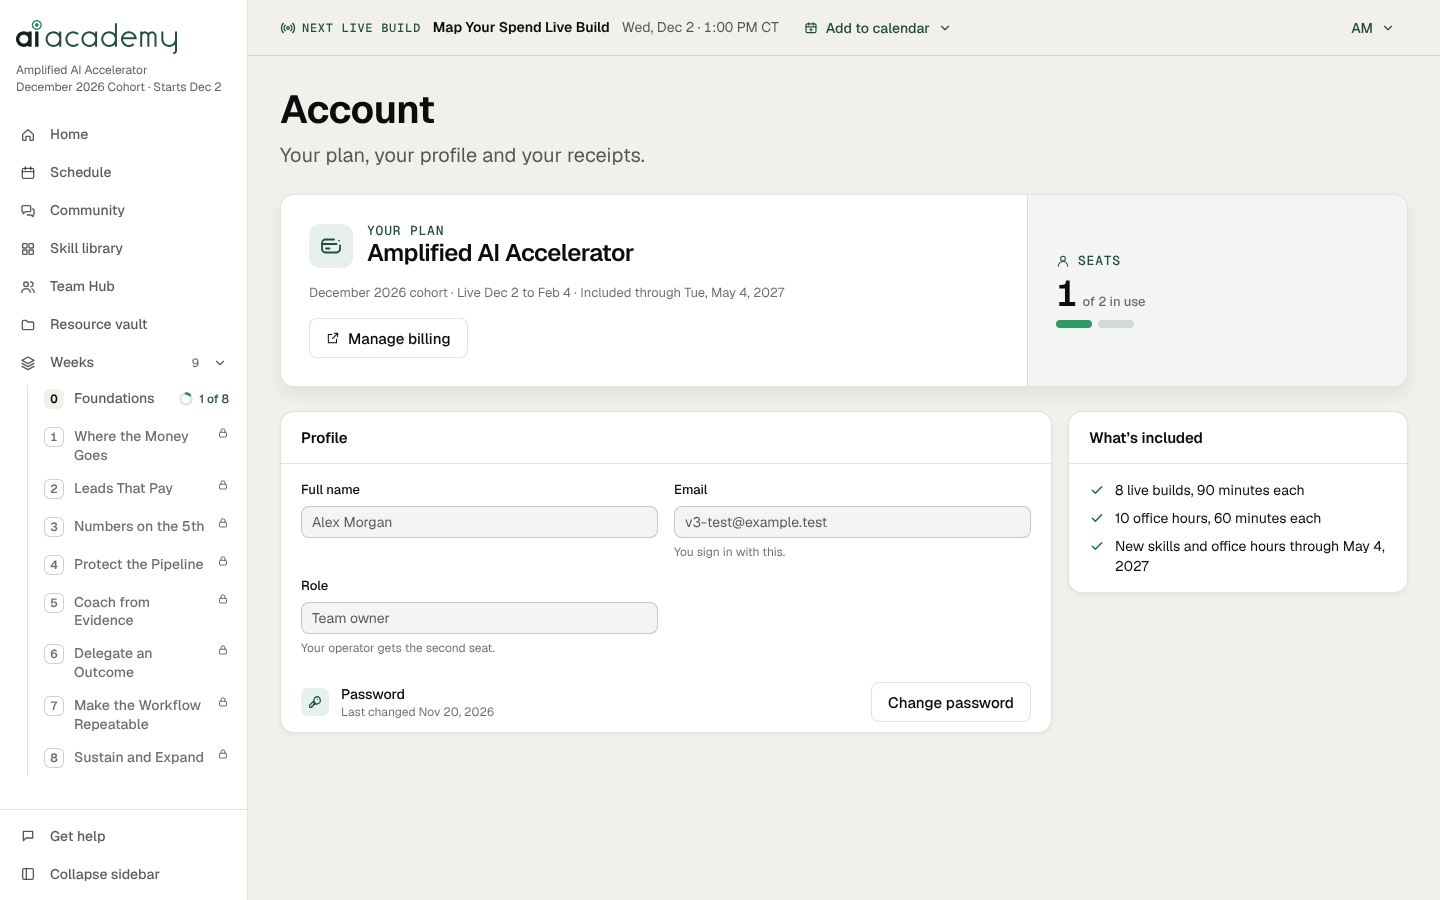 ai academy
Amplified AI Accelerator
December 2026 Cohort · Starts Dec 2
Home
Schedule
Community
Skill library
Team Hub
Resource vault
Weeks 9
0 Foundations 1 of 8
1 Where the Money
Goes
2 Leads That Pay
3 Numbers on the 5th
4 Protect the Pipeline
5 Coach from
Evidence
6 Delegate an
Outcome
7 Make the Workflow
Repeatable
8 Sustain and Expand
Get help
Collapse sidebar
NEXT LIVE BUILD Map Your Spend Live Build Wed, Dec 2 · 1:00 PM CT Add to calendar AM
Account
Your plan, your profile and your receipts.
YOUR PLAN
Amplified AI Accelerator
December 2026 cohort · Live Dec 2 to Feb 4 · Included through Tue, May 4, 2027
Manage billing
SEATS
1 of 2 in use
Profile
Full name
Alex Morgan
Email
v3-test@example.test
You sign in with this.
Role
Team owner
Your operator gets the second seat.
Password
Last changed Nov 20, 2026
Change password
What’s included
8 live builds, 90 minutes each
10 office hours, 60 minutes each
New skills and office hours through May 4,
2027